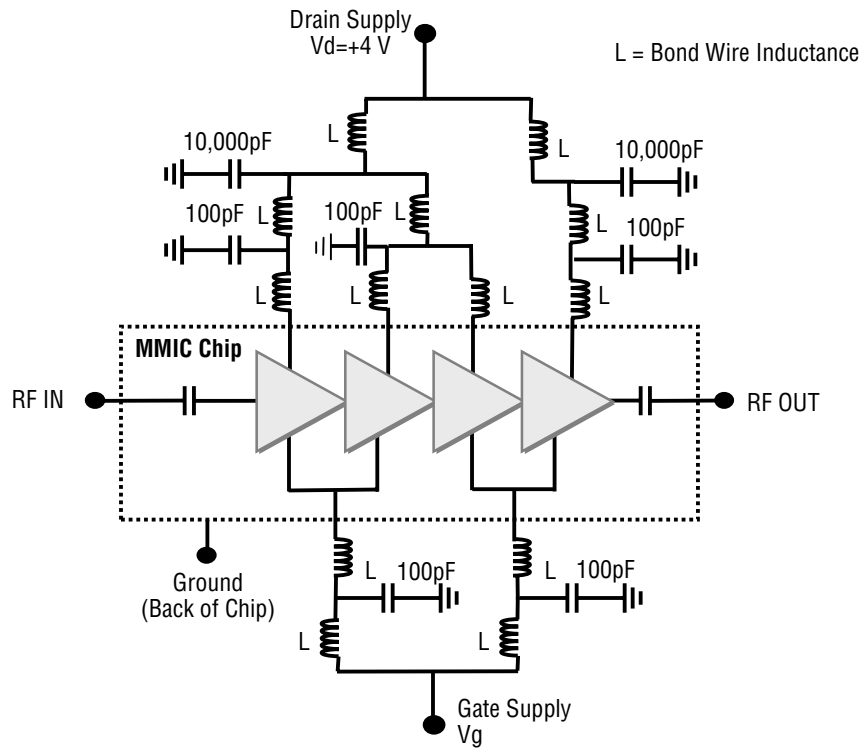 Drain Supply
Vd=+4 V
L = Bond Wire Inductance
L
L
10,000pF
10,000pF
100pF
L
100pF
L
L
100pF
L
L
L
L
MMIC Chip
RF IN
RF OUT
Ground
(Back of Chip)
L
100pF
L
100pF
L
L
Gate Supply
Vg